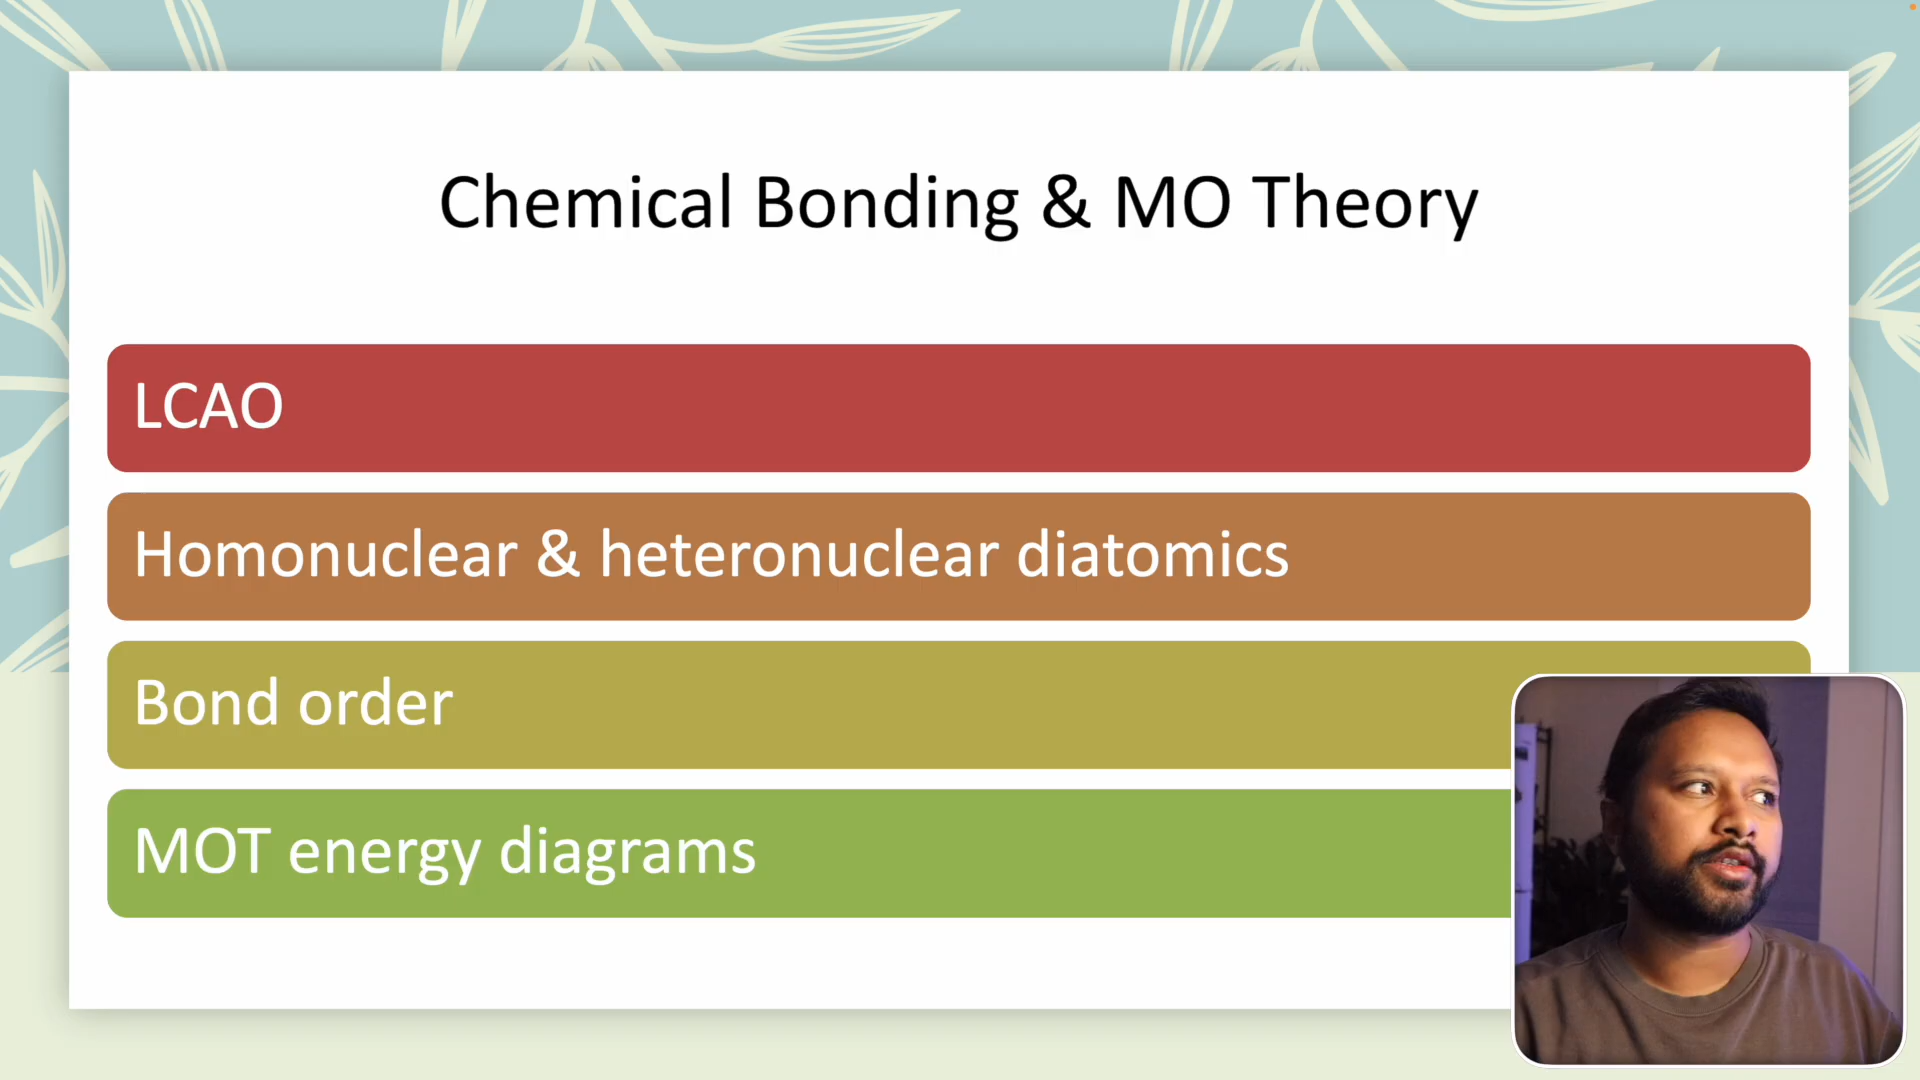 Chemical Bonding & MO Theory
LCAO
Homonuclear & heteronuclear diatomics
Bond order
MOT energy diagrams